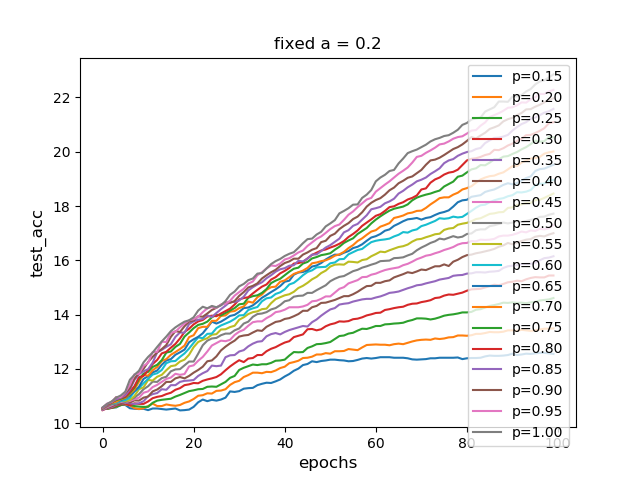 fixed a = 0.2
test_acc
22
20
18
16
14
12
10
0
20
40
60
80
100
epochs
p=0.15
p=0.20
p=0.25
p=0.30
p=0.35
p=0.40
p=0.45
p=0.50
p=0.55
p=0.60
p=0.65
p=0.70
p=0.75
p=0.80
p=0.85
p=0.90
p=0.95
p=1.00